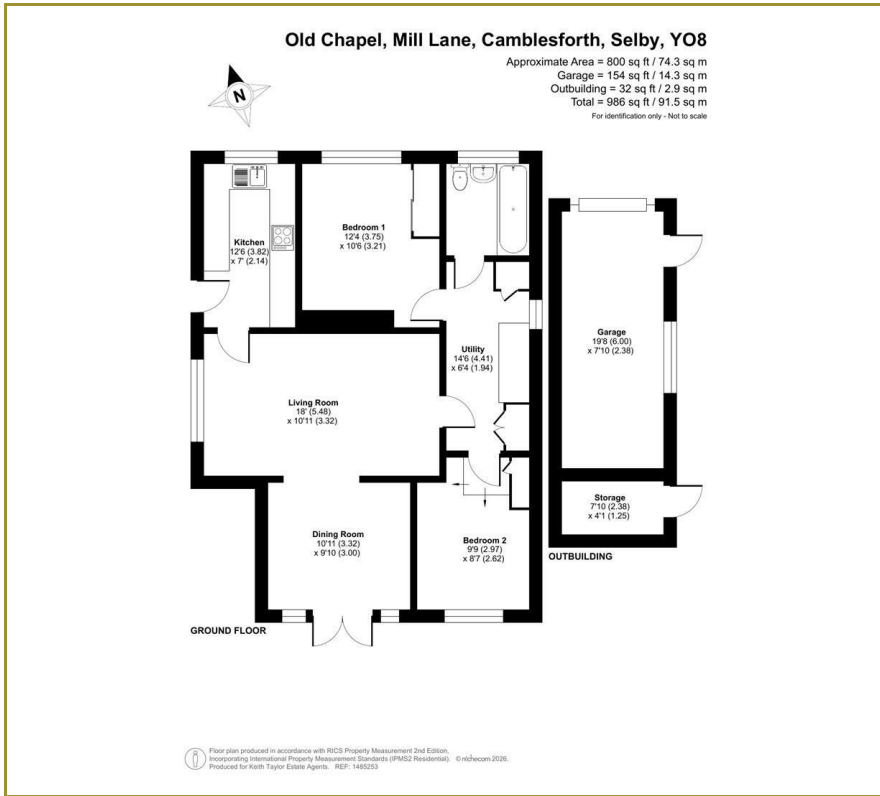 Old Chapel, Mill Lane, Camblesforth, Selby, YO8
Approximate Area = 800 sq ft / 74.3 sq m
Garage = 154 sq ft / 14.3 sq m
Outbuilding = 32 sq ft / 2.9 sq m
Total = 986 sq ft / 91.5 sq m
For identification only - Not to scale
N
Kitchen
12'6 (3.82)
x 7' (2.14)
Bedroom 1
12'4 (3.75)
x 10'6 (3.21)
Utility
14'6 (4.41)
x 6'4 (1.94)
Garage
19'8 (6.00)
x 7'10 (2.38)
Living Room
18' (5.48)
x 10'11 (3.32)
Storage
7'10 (2.38)
x 4'1 (1.25)
Dining Room
10'11 (3.32)
x 9'10 (3.00)
Bedroom 2
9'9 (2.97)
x 8'7 (2.62)
OUTBUILDING
GROUND FLOOR
Floor plan produced in accordance with RICS Property Measurement 2nd Edition,
Incorporating International Property Measurement Standards (IPMS2 Residential). © nichecom 2026.
Produced for Keith Taylor Estate Agents. REF: 1485253